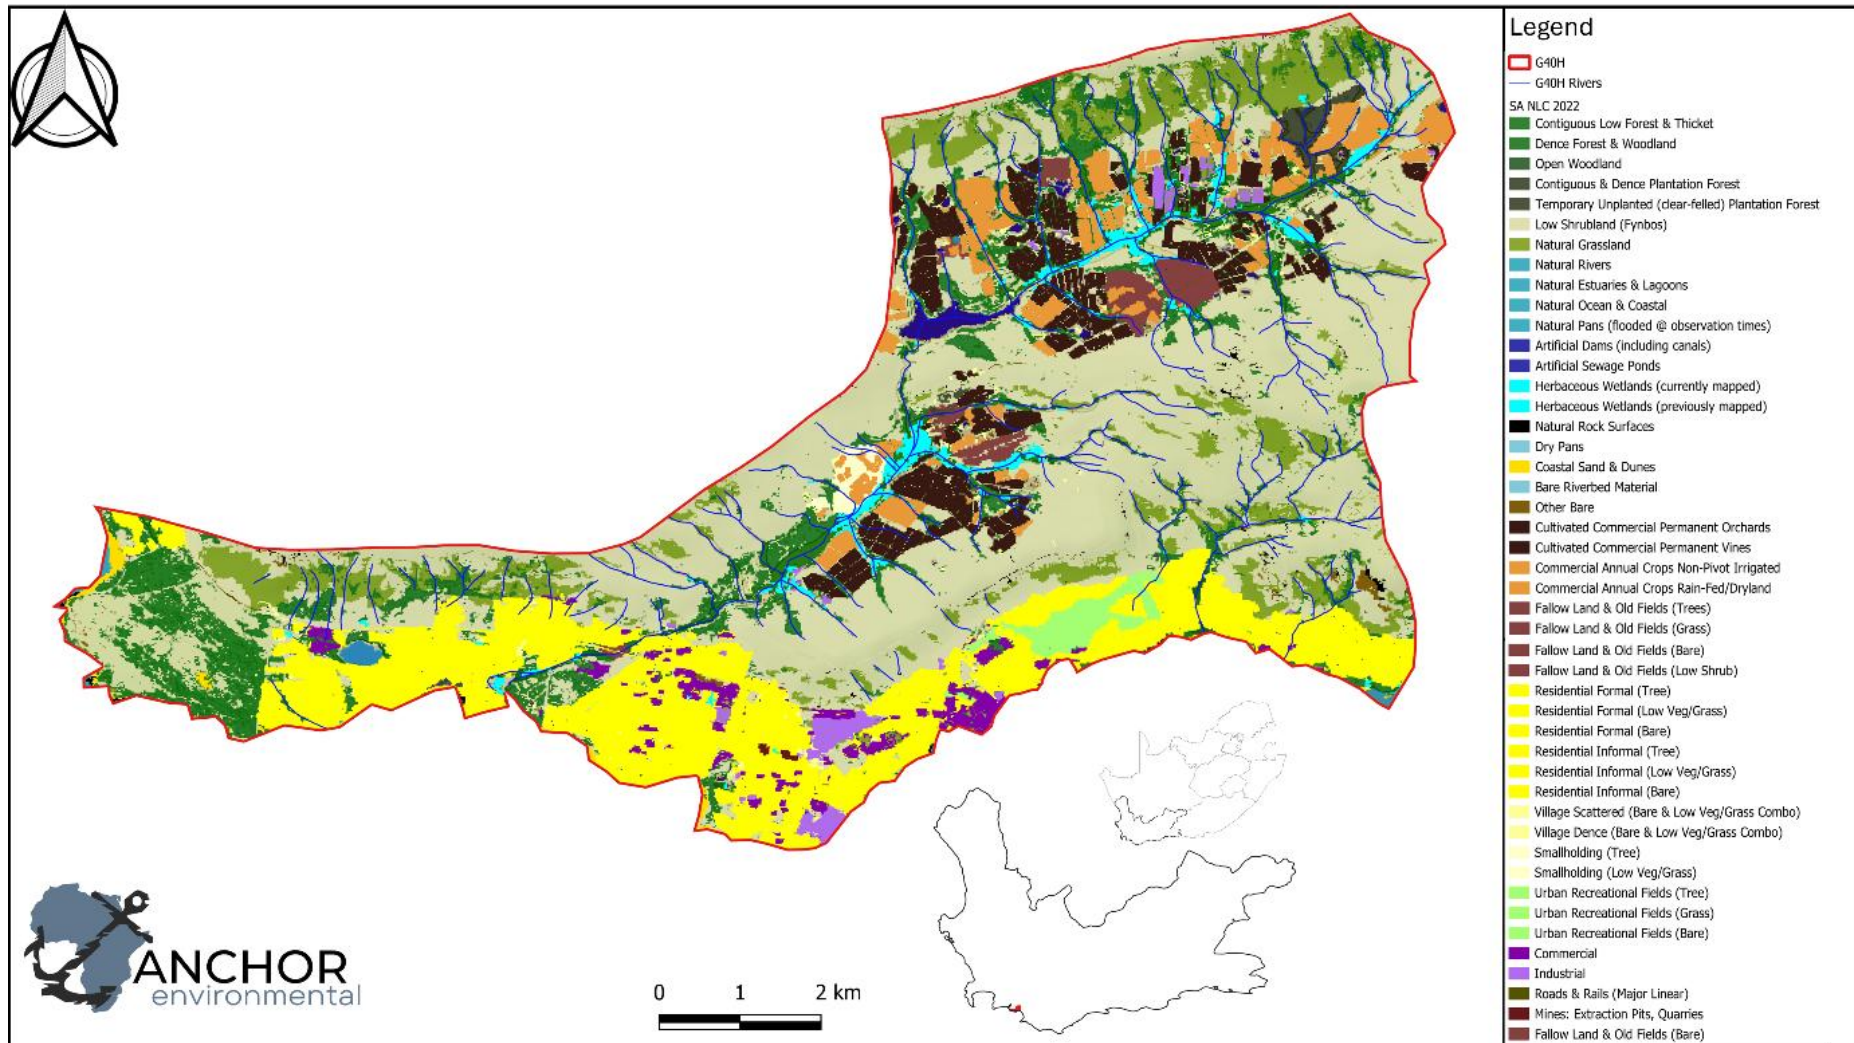 Legend
G40H
G40H Rivers
SA NLC 2022
Contiguous Low Forest & Thicket
Dence Forest & Woodland
Open Woodland
Contiguous & Dence Plantation Forest
Temporary Unplanted (clear-felled) Plantation Forest
Low Shrubland (Fynbos)
Natural Grassland
Natural Rivers
Natural Estuaries & Lagoons
Natural Ocean & Coastal
Natural Pans (flooded @ observation times)
Artificial Dams (including canals)
Artificial Sewage Ponds
Herbaceous Wetlands (currently mapped)
Herbaceous Wetlands (previously mapped)
Natural Rock Surfaces
Dry Pans
Coastal Sand & Dunes
Bare Riverbed Material
Other Bare
Cultivated Commercial Permanent Orchards
Cultivated Commercial Permanent Vines
Commercial Annual Crops Non-Pivot Irrigated
Commercial Annual Crops Rain-Fed/Dryland
Fallow Land & Old Fields (Trees)
Fallow Land & Old Fields (Grass)
Fallow Land & Old Fields (Bare)
Fallow Land & Old Fields (Low Shrub)
Residential Formal (Tree)
Residential Formal (Low Veg/Grass)
Residential Formal (Bare)
Residential Informal (Tree)
Residential Informal (Low Veg/Grass)
Residential Informal (Bare)
Village Scattered (Bare & Low Veg/Grass Combo)
Village Dence (Bare & Low Veg/Grass Combo)
Smallholding (Tree)
Smallholding (Low Veg/Grass)
Urban Recreational Fields (Tree)
Urban Recreational Fields (Grass)
Urban Recreational Fields (Bare)
Commercial
Industrial
Roads & Rails (Major Linear)
Mines: Extraction Pits, Quarries
Fallow Land & Old Fields (Bare)
ANCHOR
environmental
0 1 2 km